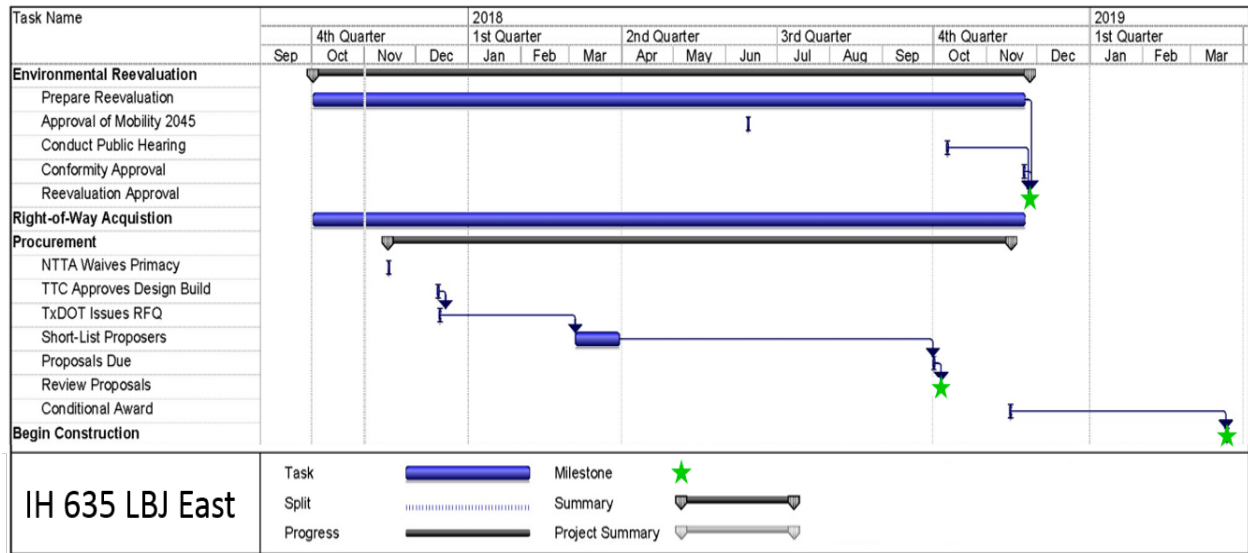 Task Name
2018
2019
4th Quarter
1st Quarter
2nd Quarter
3rd Quarter
4th Quarter
1st Quarter
Sep Oct Nov Dec Jan Feb Mar Apr May Jun Jul Aug Sep Oct Nov Dec Jan Feb Mar
Environmental Reevaluation
Prepare Reevaluation
Approval of Mobility 2045
Conduct Public Hearing
Conformity Approval
Reevaluation Approval
Right-of-Way Acquistion
Procurement
NTTA Waives Primacy
TTC Approves Design Build
TxDOT Issues RFQ
Short-List Proposers
Proposals Due
Review Proposals
Conditional Award
Begin Construction
IH 635 LBJ East
Task
Milestone
Split
Summary
Progress
Project Summary